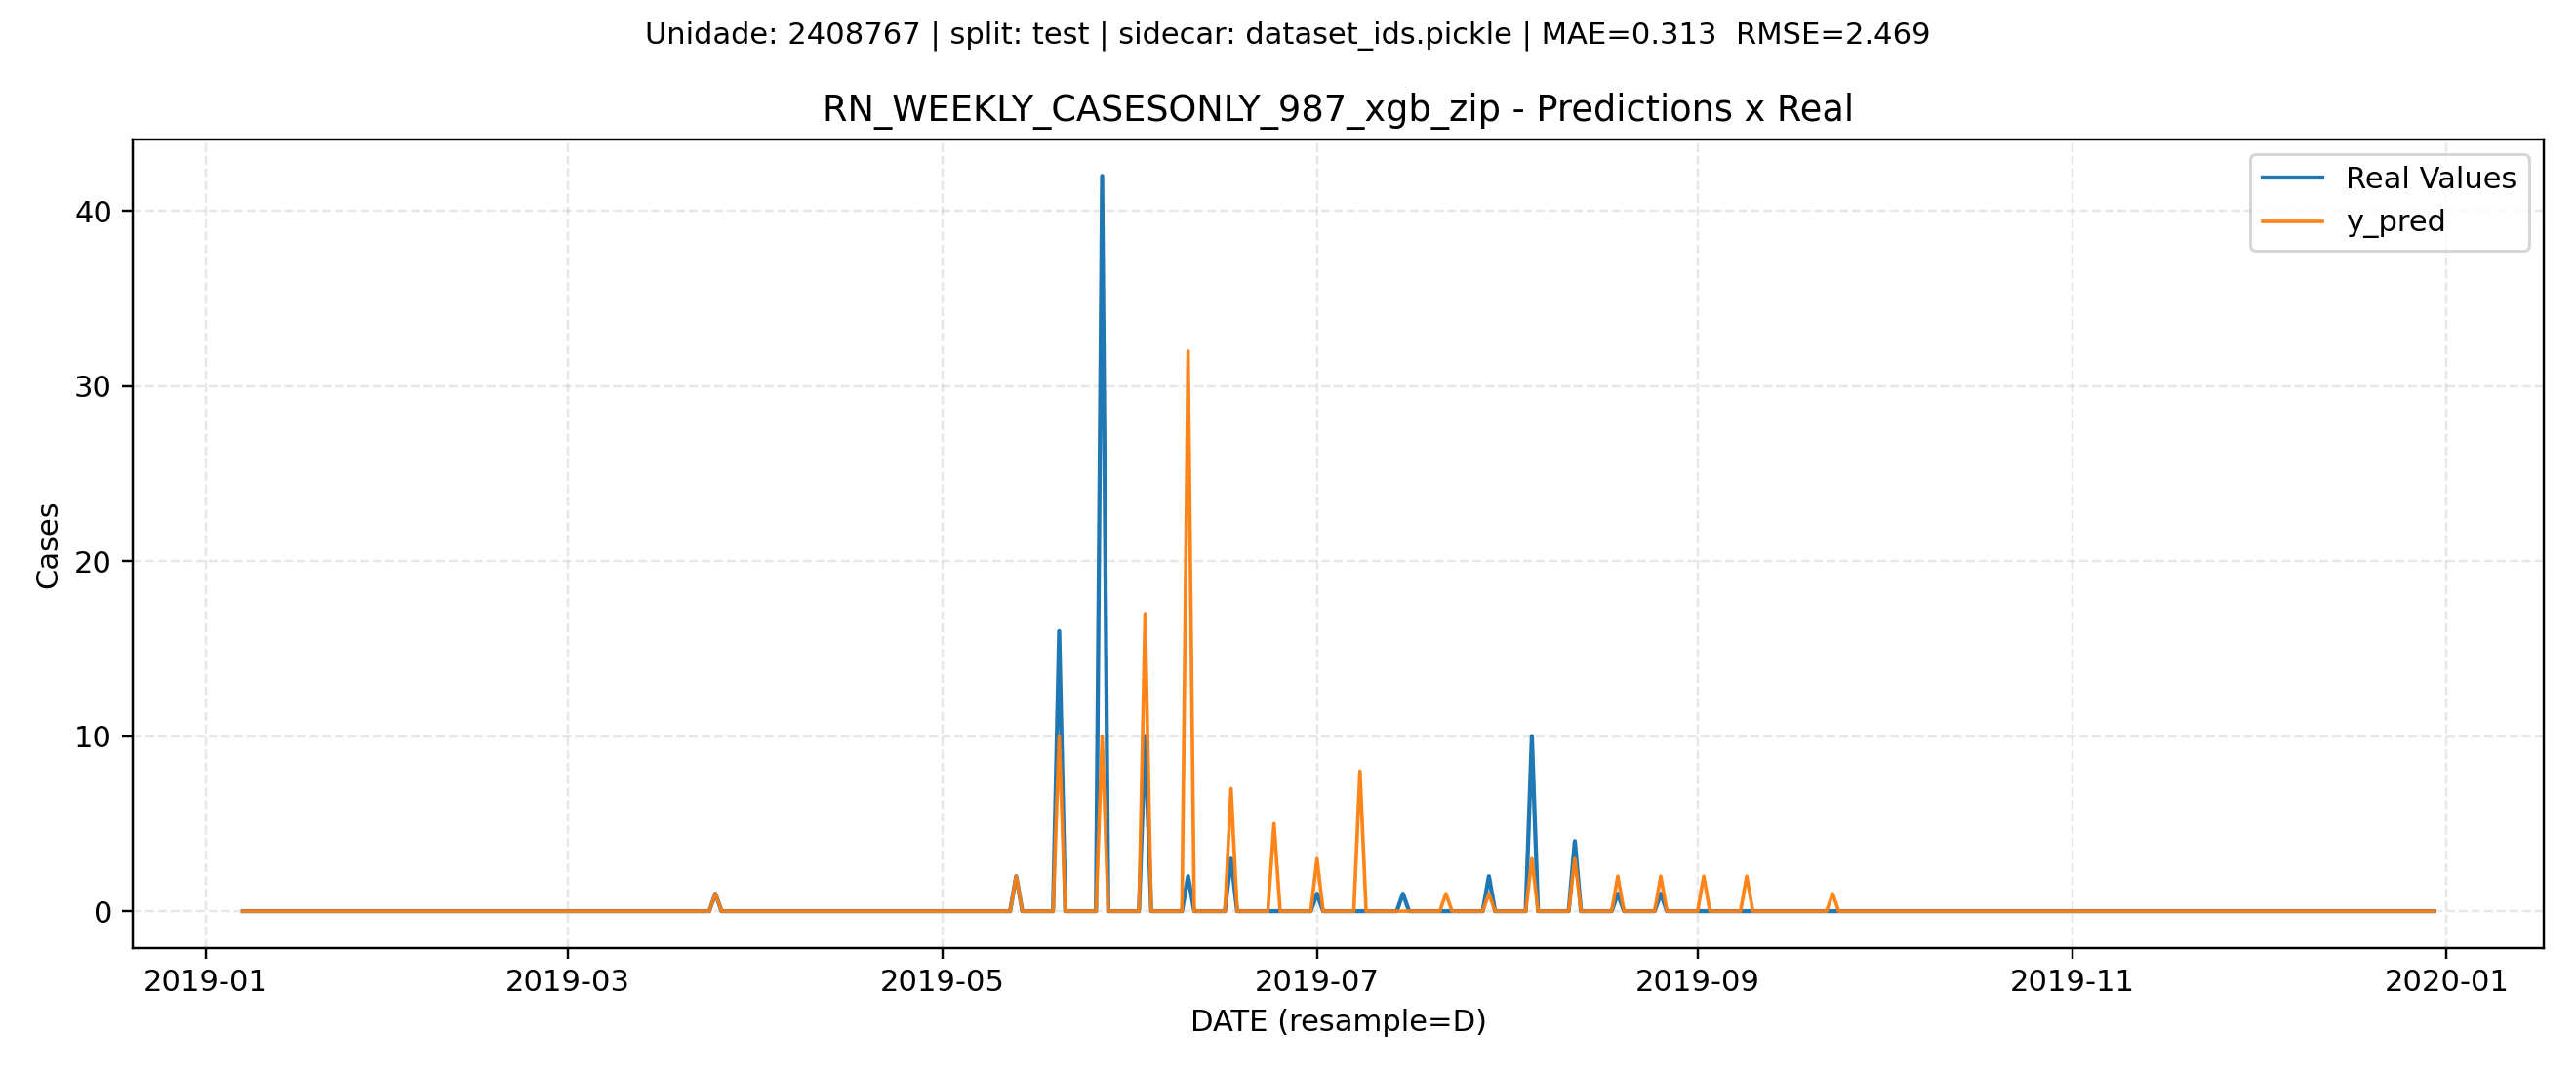 Unidade: 2408767 | split: test | sidecar: dataset_ids.pickle | MAE=0.313  RMSE=2.469
RN_WEEKLY_CASESONLY_987_xgb_zip - Predictions x Real
Real Values
y_pred
Cases
40
30
20
10
0
2019-01 2019-03 2019-05 2019-07 2019-09 2019-11 2020-01
DATE (resample=D)